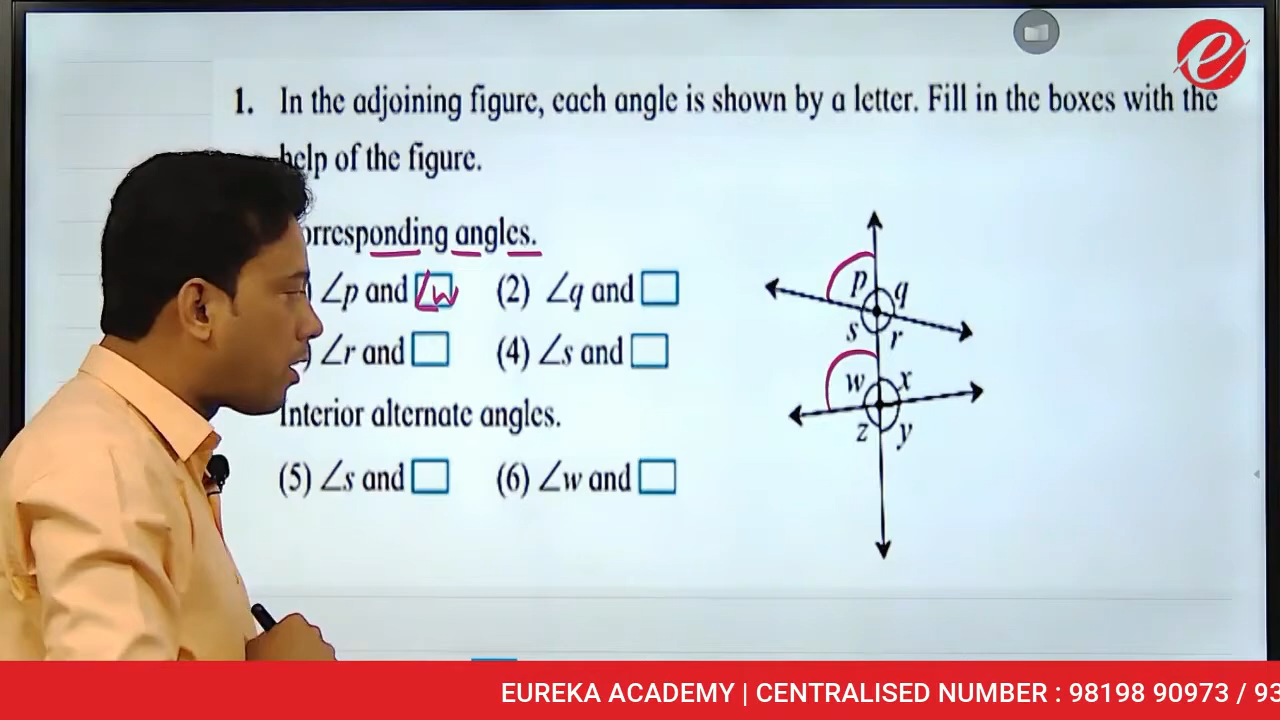 1. In the adjoining figure, each angle is shown by a letter. Fill in the boxes with the
help of the figure.
orresponding angles.
∠p and ∠w (2) ∠q and
∠r and (4) ∠s and
Interior alternate angles.
(5) ∠s and (6) ∠w and
p q
s r
w x
z y
e
EUREKA ACADEMY | CENTRALISED NUMBER : 98198 90973 / 93